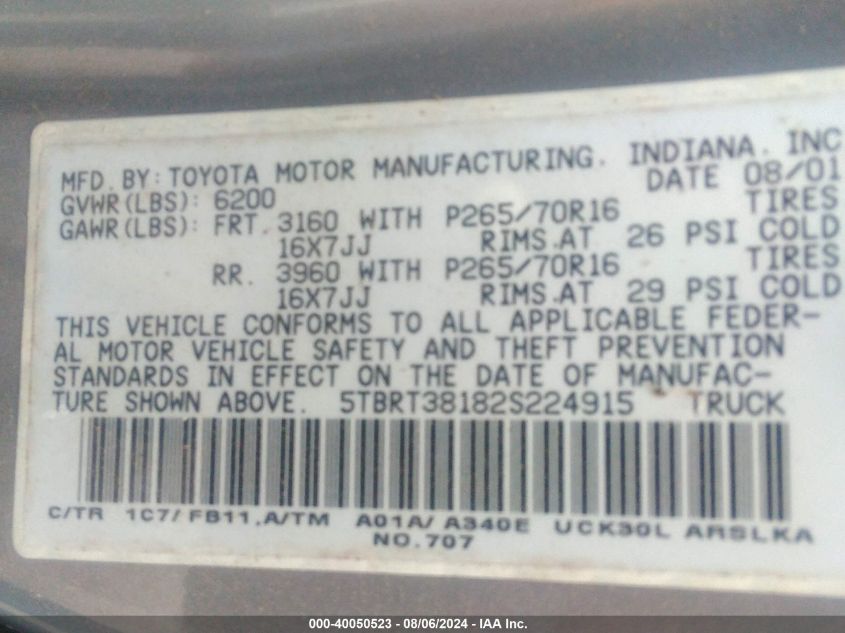 MFD. BY: TOYOTA MOTOR MANUFACTURING. INDIANA. INC
DATE 08/01
GVWR(LBS): 6200
GAWR(LBS): FRT. 3160 WITH P265/70R16 TIRES
16X7JJ RIMS.AT 26 PSI COLD
RR. 3960 WITH P265/70R16 TIRES
16X7JJ RIMS.AT 29 PSI COLD
THIS VEHICLE CONFORMS TO ALL APPLICABLE FEDER-
AL MOTOR VEHICLE SAFETY AND THEFT PREVENTION
STANDARDS IN EFFECT ON THE DATE OF MANUFAC-
TURE SHOWN ABOVE. 5TBRT38182S224915 TRUCK
C/TR 1C7/ FB11,A/TM A01A/ A340E UCK30L ARSLKA
NO.707
000-40050523 - 08/06/2024 - IAA Inc.